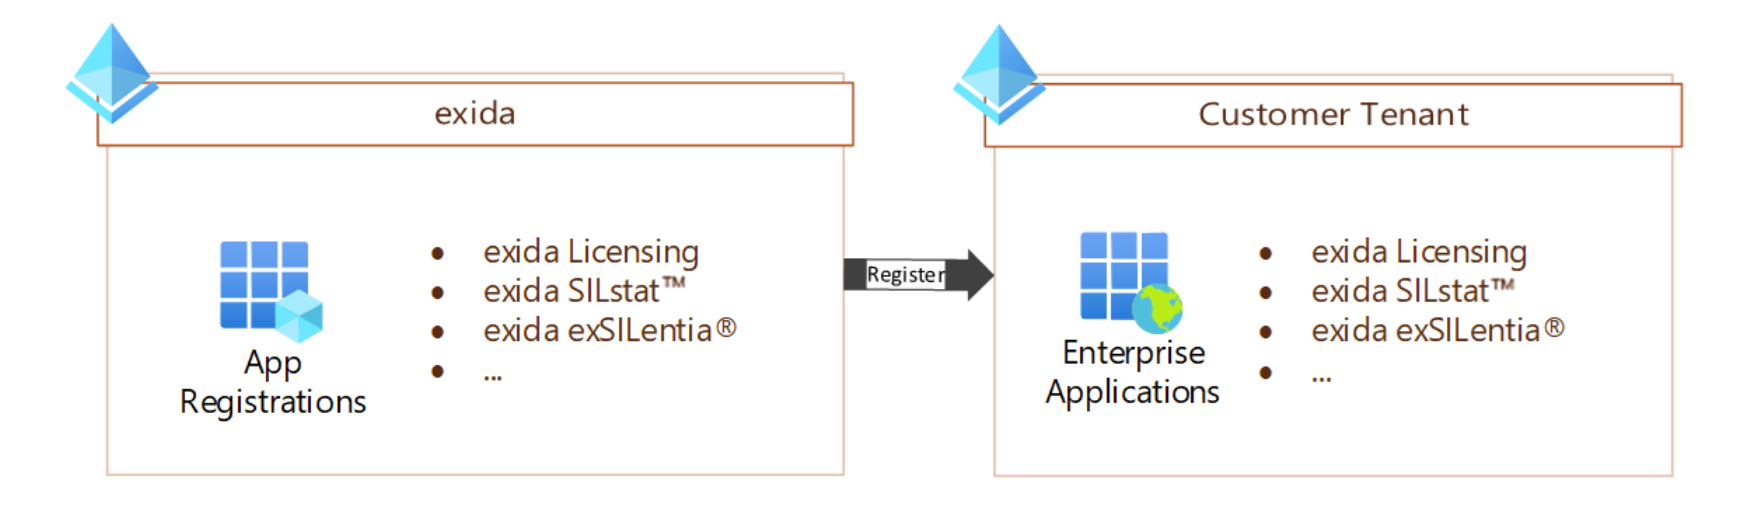 exida
App
Registrations
• exida Licensing
• exida SILstat™
• exida exSILentia®
• ...
Register
Customer Tenant
Enterprise
Applications
• exida Licensing
• exida SILstat™
• exida exSILentia®
• ...